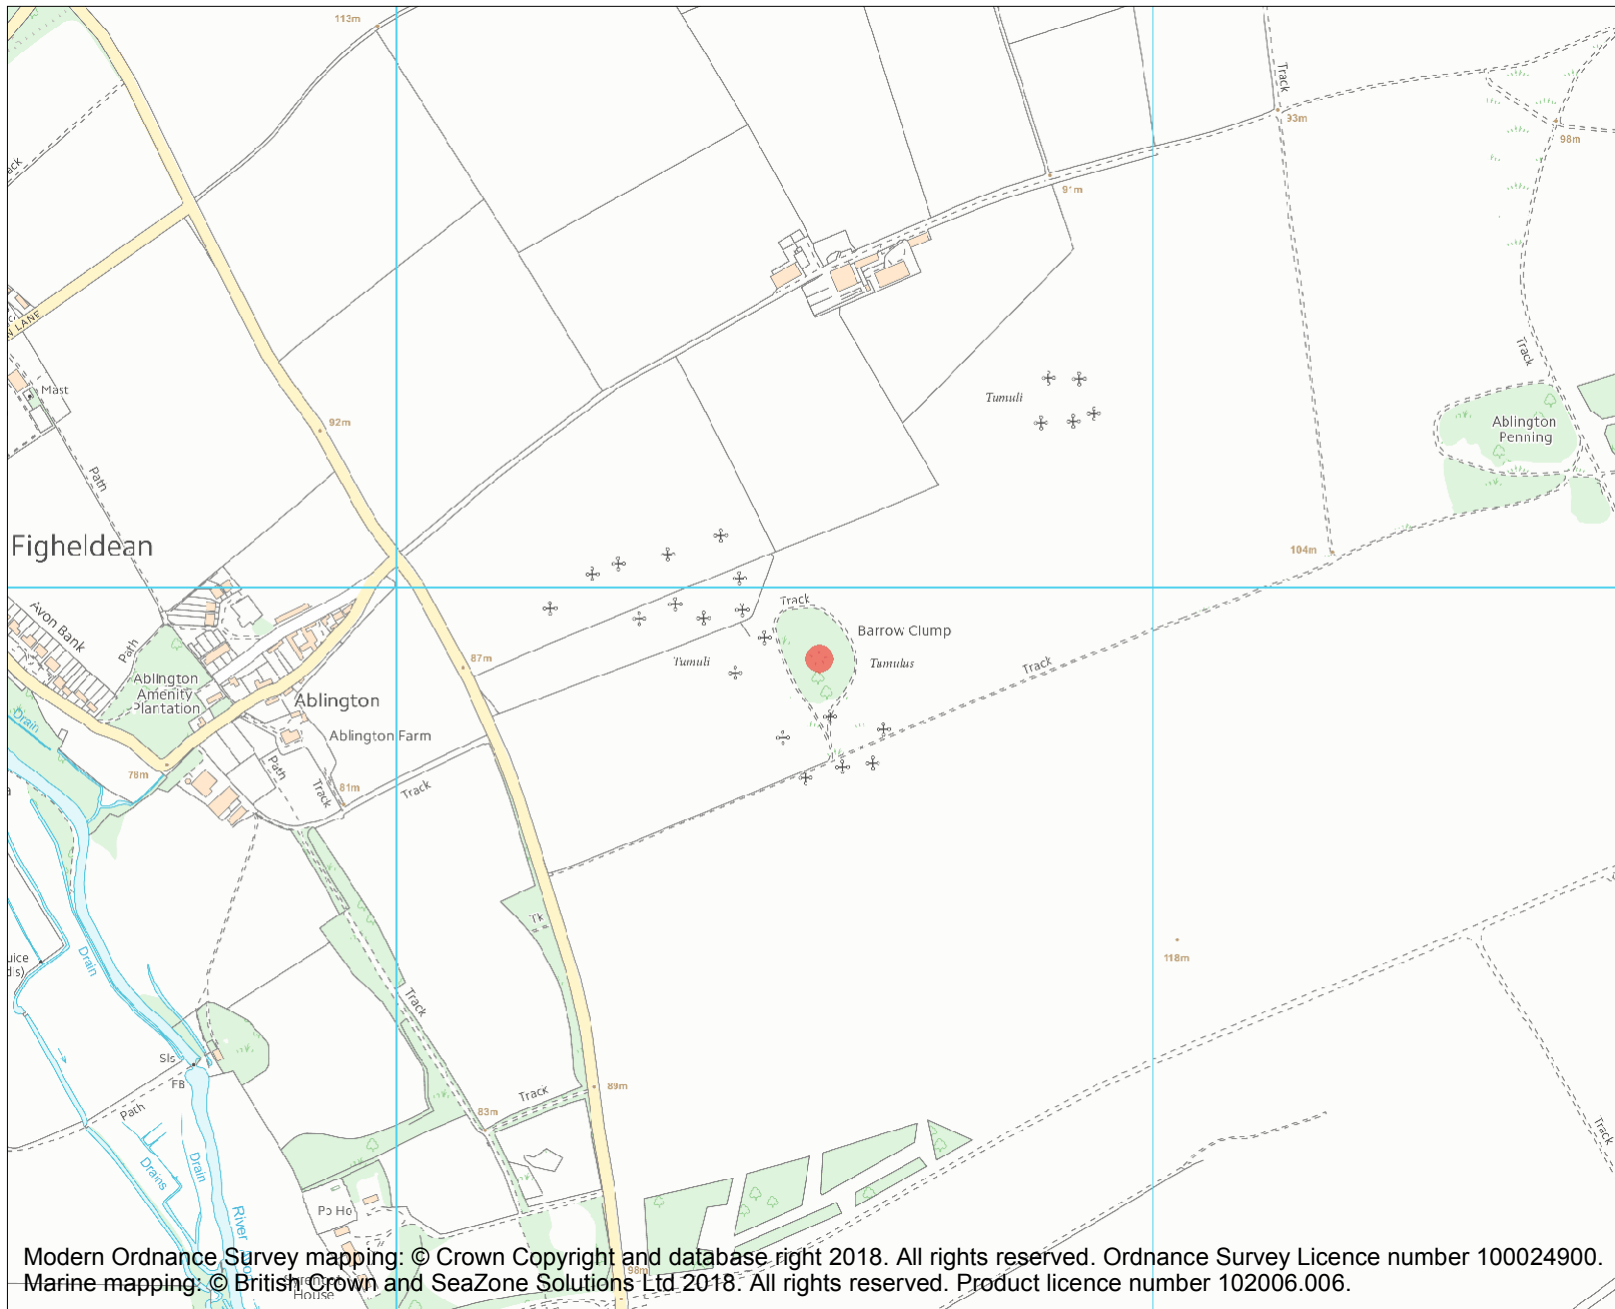 113m
Track
93m
98m
91m
N LANE
Mast
Track
Tumuli
92m
Ablington
Penning
Path
Figheldean
104m
Avon Bank
Path
Track
Barrow Clump
Tumuli
Tumulus
87m
Track
Ablington
Amenity
Plantation
Ablington
Drain
Ablington Farm
78m
Path
Track
81m
Track
Tk
Drain
118m
Track
Sls
FB
89m
Track
83m
Path
Track
Drains
Drain
River
98m
House
Modern Ordnance Survey mapping: © Crown Copyright and database right 2018. All rights reserved. Ordnance Survey Licence number 100024900.
Marine mapping: © British Crown and SeaZone Solutions Ltd 2018. All rights reserved. Product licence number 102006.006.